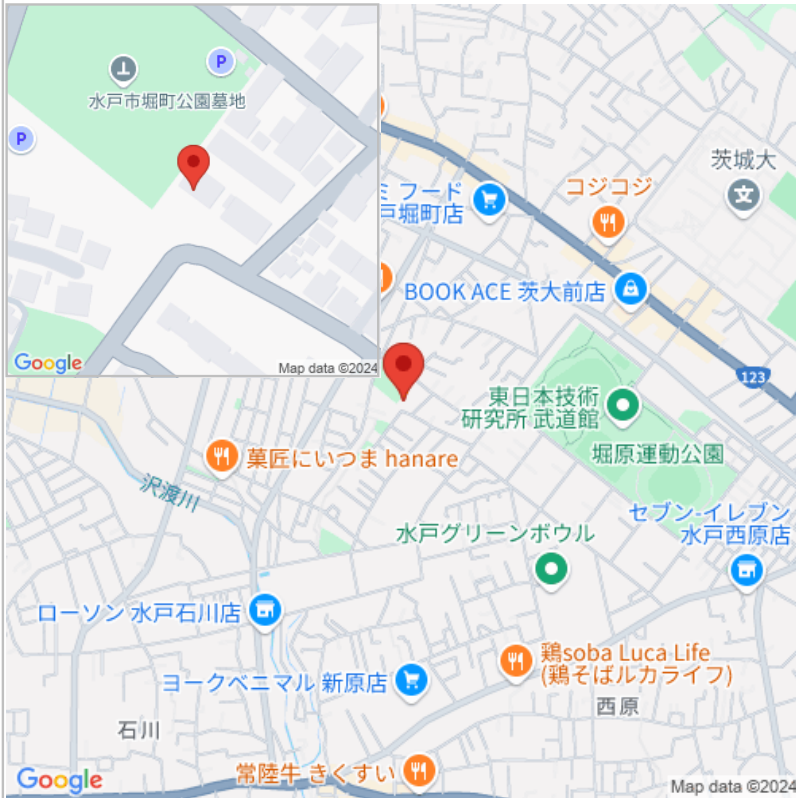 P
水戸市堀町公園墓地
P
Google
Map data ©2024
茨城大
コジコジ
ミ フード
戸堀町店
BOOK ACE 茨大前店
123
東日本技術
研究所 武道館
堀原運動公園
菓匠にいつま hanare
沢渡川
水戸グリーンボウル
セブン-イレブン
水戸西原店
ローソン 水戸石川店
鶏soba Luca Life
(鶏そばルカライフ)
ヨークベニマル 新原店
西原
石川
常陸牛 きくすい
Google
Map data ©2024